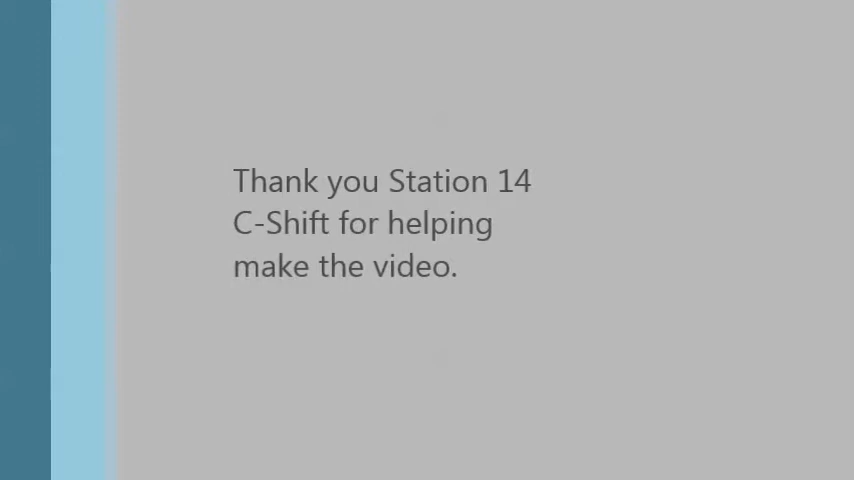 Thank you Station 14
C-Shift for helping
make the video.